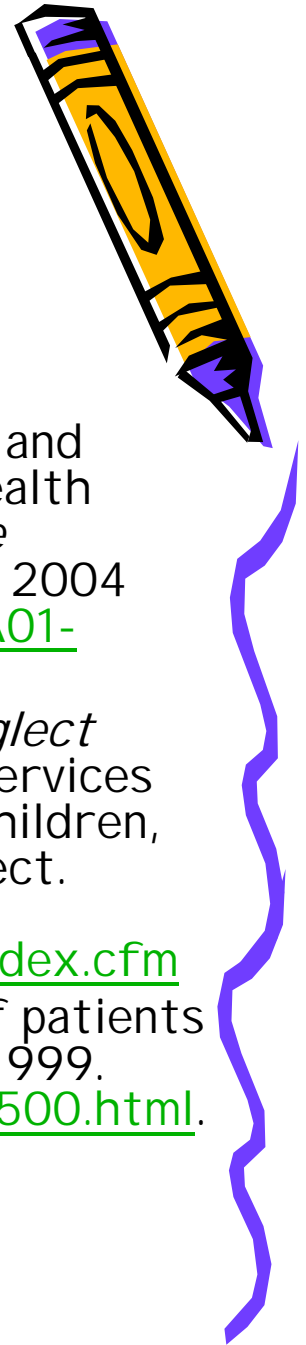 and
ealth
e
2004
A01-
glect
ervices
hildren,
ect.
dex.cfm
f patients
999.
500.html.